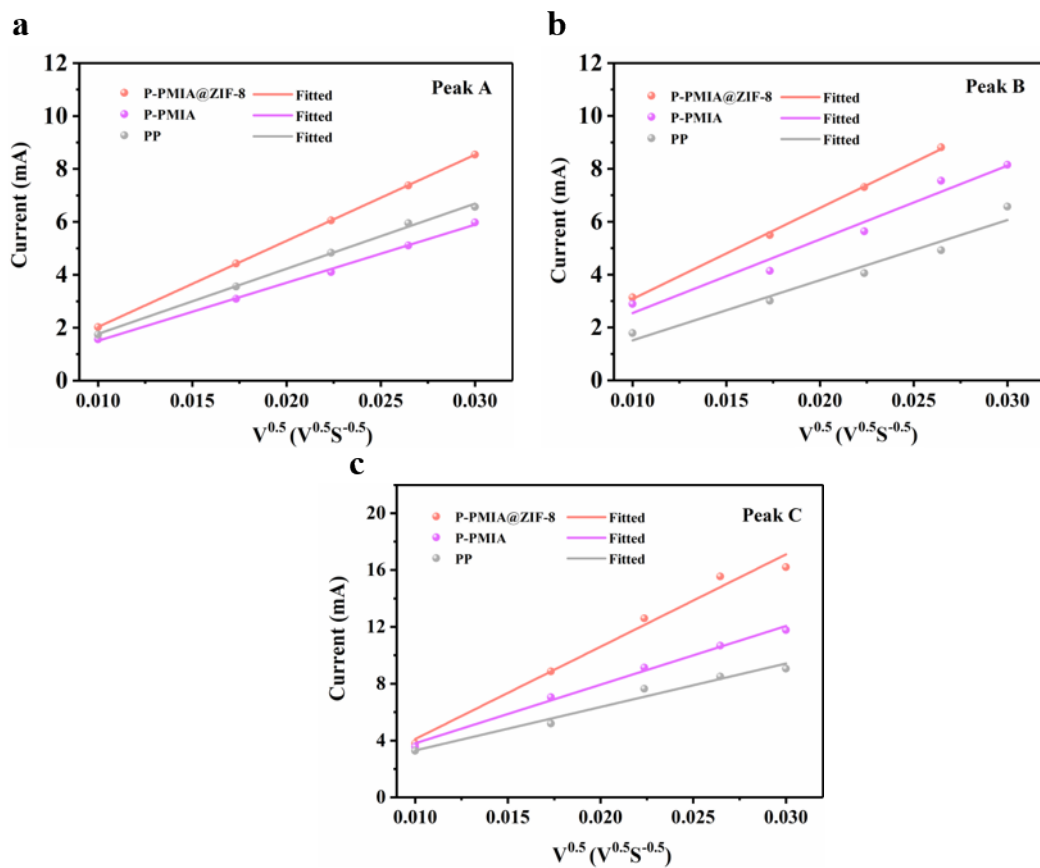 a
12
10
8
6
4
2
0
Current (mA)
P-PMIA@ZIF-8 Fitted
P-PMIA Fitted
PP Fitted
Peak A
0.010 0.015 0.020 0.025 0.030
V^0.5 (V^0.5S^-0.5)
b
12
10
8
6
4
2
0
Current (mA)
P-PMIA@ZIF-8 Fitted
P-PMIA Fitted
PP Fitted
Peak B
0.010 0.015 0.020 0.025 0.030
V^0.5 (V^0.5S^-0.5)
c
20
16
12
8
4
0
Current (mA)
P-PMIA@ZIF-8 Fitted
P-PMIA Fitted
PP Fitted
Peak C
0.010 0.015 0.020 0.025 0.030
V^0.5 (V^0.5S^-0.5)